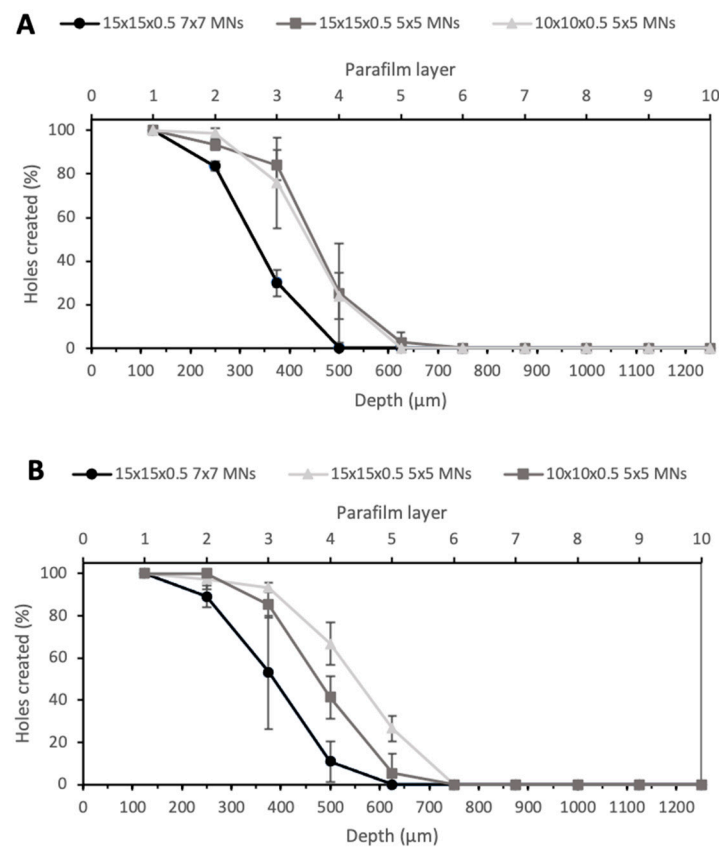 A
15x15x0.5 7x7 MNs 15x15x0.5 5x5 MNs 10x10x0.5 5x5 MNs
Parafilm layer
0 1 2 3 4 5 6 7 8 9 10
100
80
60
40
20
0
Holes created (%)
0 100 200 300 400 500 600 700 800 900 1000 1100 1200
Depth (µm)
B
15x15x0.5 7x7 MNs 15x15x0.5 5x5 MNs 10x10x0.5 5x5 MNs
Parafilm layer
0 1 2 3 4 5 6 7 8 9 10
100
80
60
40
20
0
Holes created (%)
0 100 200 300 400 500 600 700 800 900 1000 1100 1200
Depth (µm)